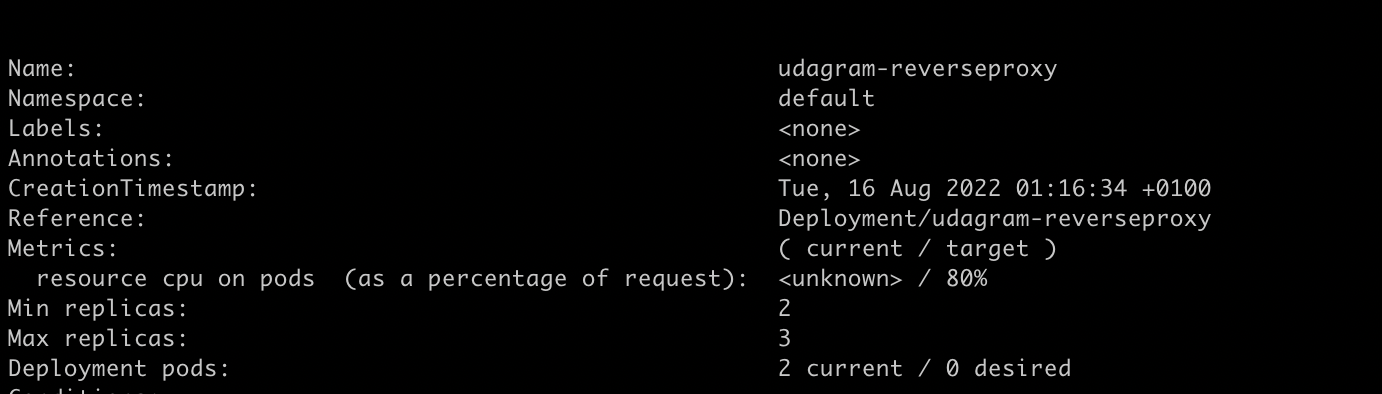 Name: udagram-reverseproxy
Namespace: default
Labels: <none>
Annotations: <none>
CreationTimestamp: Tue, 16 Aug 2022 01:16:34 +0100
Reference: Deployment/udagram-reverseproxy
Metrics: ( current / target )
  resource cpu on pods  (as a percentage of request): <unknown> / 80%
Min replicas: 2
Max replicas: 3
Deployment pods: 2 current / 0 desired